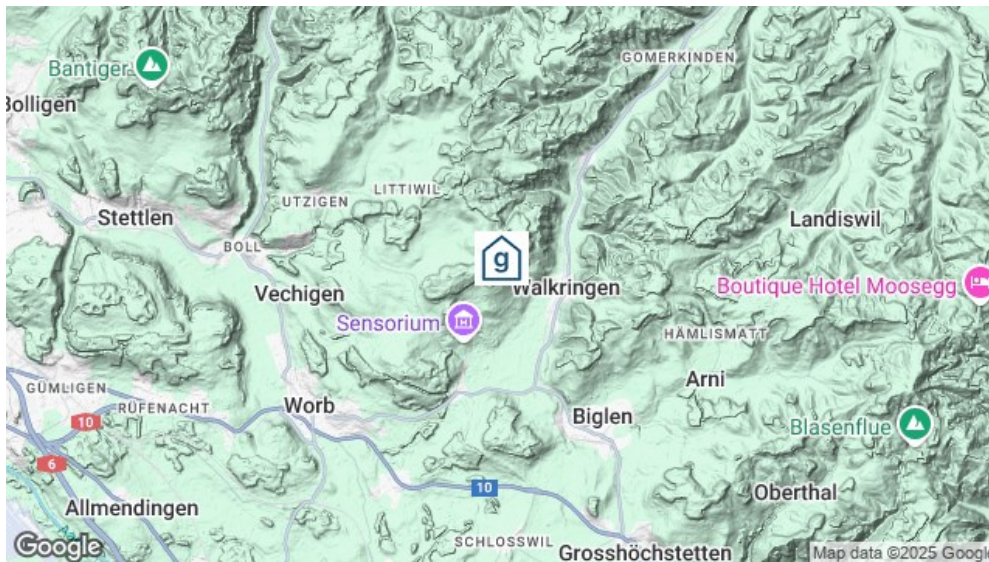 GOMERKINDEN
Bantiger
Bolligen
LITTIWIL
UTZIGEN
Stettlen
Landiswil
BOLL
g
Vechigen
Walkringen
Boutique Hotel Moosegg
Sensorium
HÄMLISMATT
Arni
GÜMLIGEN
RÜFENACHT
Worb
10
Biglen
Blasenflue
6
10
Oberthal
Allmendingen
SCHLOSSWIL
Grosshöchstetten
Google
Map data ©2025 Google